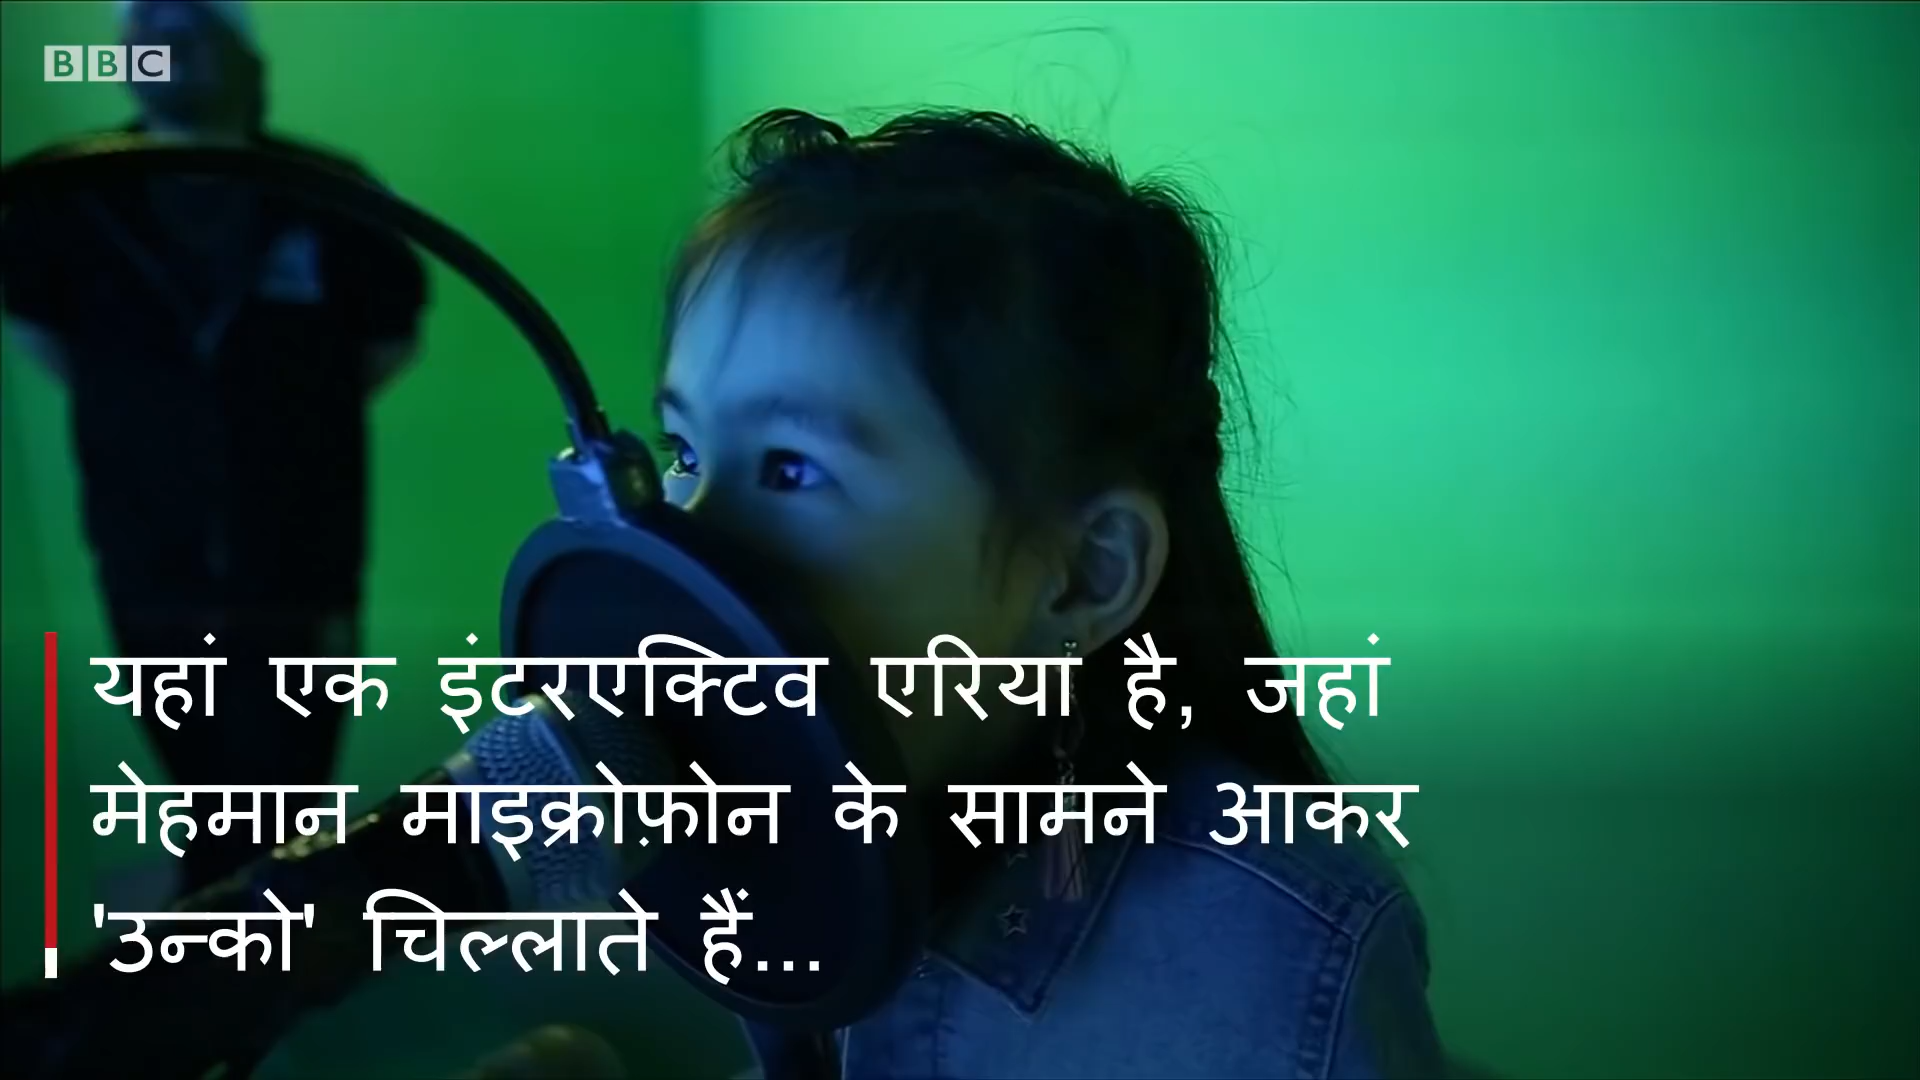 BBC
यहां एक इंटरएक्टिव एरिया है, जहां
मेहमान माइक्रोफ़ोन के सामने आकर
'उन्को' चिल्लाते हैं...